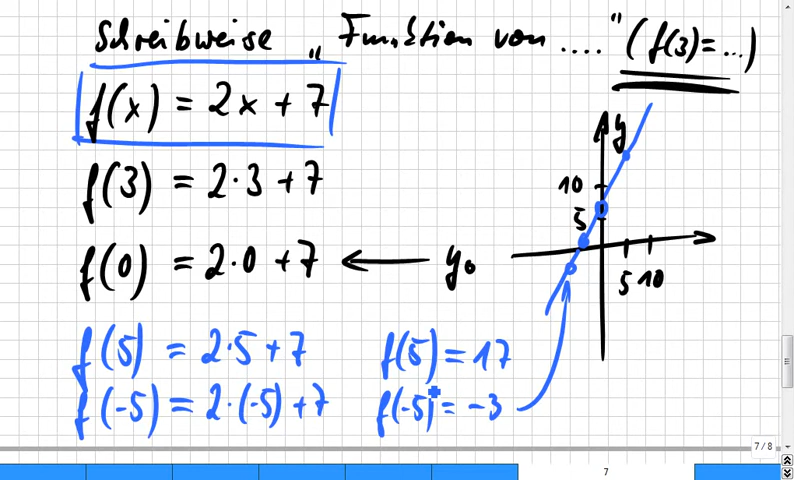 Schreibweise „Funktion von ...." (f(3)= ...)
f(x) = 2x + 7
f(3) = 2·3 + 7
f(0) = 2·0 + 7 ← y₀
f(5) = 2·5 + 7 f(5) = 17
f(-5) = 2·(-5) + 7 f(-5) = -3
y
10
5
5 10
7 / 8
7